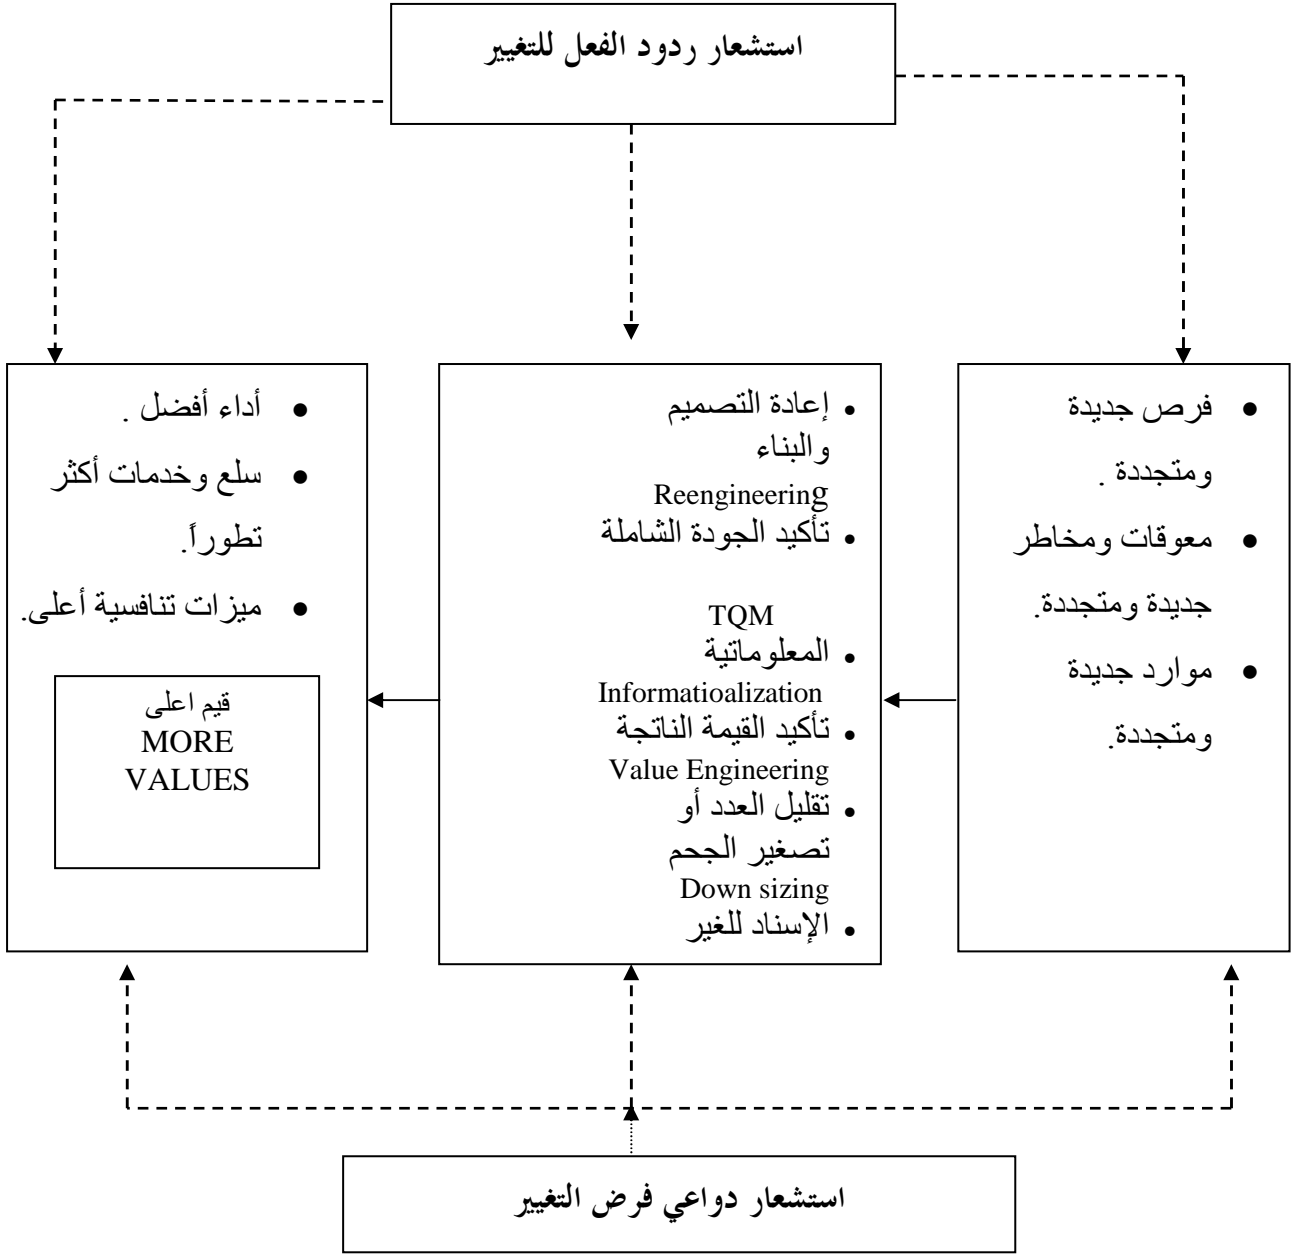 استشعار ردود الفعل للتغيير
• فرص جديدة
ومتجددة .
• معوقات ومخاطر
جديدة ومتجددة.
• موارد جديدة
ومتجددة.
• إعادة التصميم
والبناء
Reengineering
• تأكيد الجودة الشاملة
TQM
• المعلوماتية
Informatioalization
• تأكيد القيمة الناتجة
Value Engineering
• تقليل العدد أو
تصغير الجحم
Down sizing
• الإسناد للغير
• أداء أفضل .
• سلع وخدمات أكثر
تطوراً.
• ميزات تنافسية أعلى.
قيم اعلى
MORE
VALUES
استشعار دواعي فرض التغيير